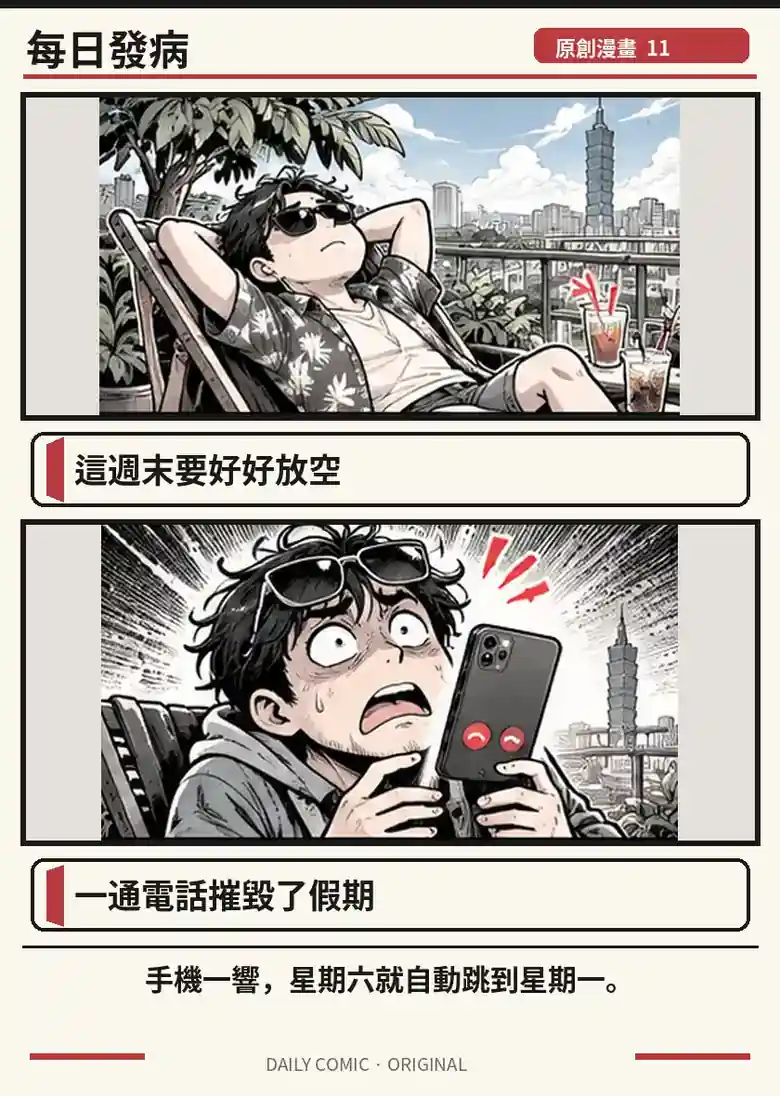 每日發病
原創漫畫 11
這週末要好好放空
一通電話摧毀了假期
手機一響，星期六就自動跳到星期一。
DAILY COMIC · ORIGINAL